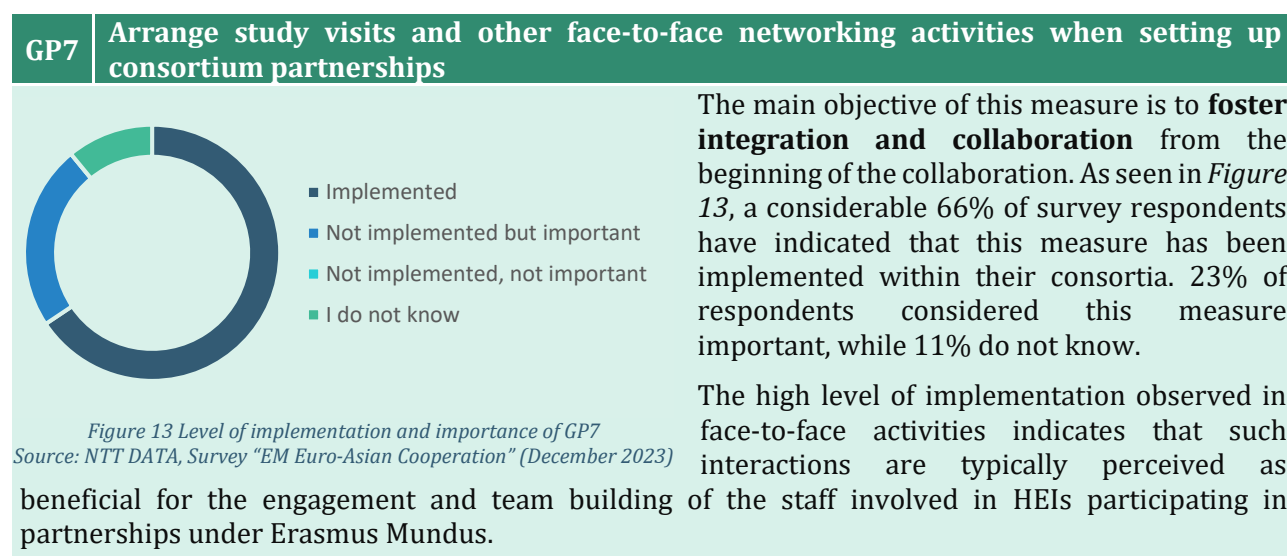 GP7
Arrange study visits and other face-to-face networking activities when setting up
consortium partnerships
Implemented
Not implemented but important
Not implemented, not important
I do not know
Figure 13 Level of implementation and importance of GP7
Source: NTT DATA, Survey “EM Euro-Asian Cooperation” (December 2023)
The main objective of this measure is to foster
integration and collaboration from the
beginning of the collaboration. As seen in Figure
13, a considerable 66% of survey respondents
have indicated that this measure has been
implemented within their consortia. 23% of
respondents considered this measure
important, while 11% do not know.
The high level of implementation observed in
face-to-face activities indicates that such
interactions are typically perceived as
beneficial for the engagement and team building of the staff involved in HEIs participating in
partnerships under Erasmus Mundus.